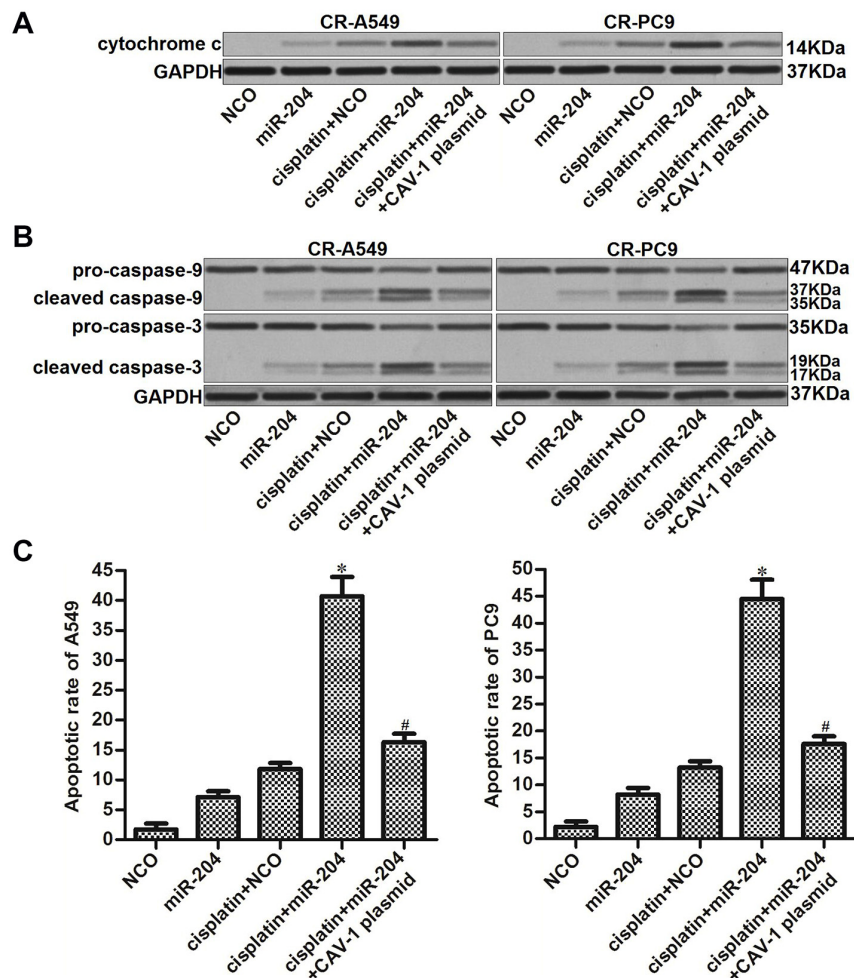 A
CR-A549
CR-PC9
cytochrome c
14KDa
GAPDH
37KDa
NCO
miR-204
cisplatin+NCO
cisplatin+miR-204
cisplatin+miR-204
+CAV-1 plasmid
NCO
miR-204
cisplatin+NCO
cisplatin+miR-204
cisplatin+miR-204
+CAV-1 plasmid
B
CR-A549
CR-PC9
pro-caspase-9
47KDa
cleaved caspase-9
37KDa
35KDa
pro-caspase-3
35KDa
cleaved caspase-3
19KDa
17KDa
GAPDH
37KDa
NCO
miR-204
cisplatin+NCO
cisplatin+miR-204
cisplatin+miR-204
+CAV-1 plasmid
NCO
miR-204
cisplatin+NCO
cisplatin+miR-204
cisplatin+miR-204
+CAV-1 plasmid
C
Apoptotic rate of A549
45
40
35
30
25
20
15
10
5
0
*
#
NCO
miR-204
cisplatin+NCO
cisplatin+miR-204
cisplatin+miR-204
+CAV-1 plasmid
Apoptotic rate of PC9
50
45
40
35
30
25
20
15
10
5
0
*
#
NCO
miR-204
cisplatin+NCO
cisplatin+miR-204
cisplatin+miR-204
+CAV-1 plasmid